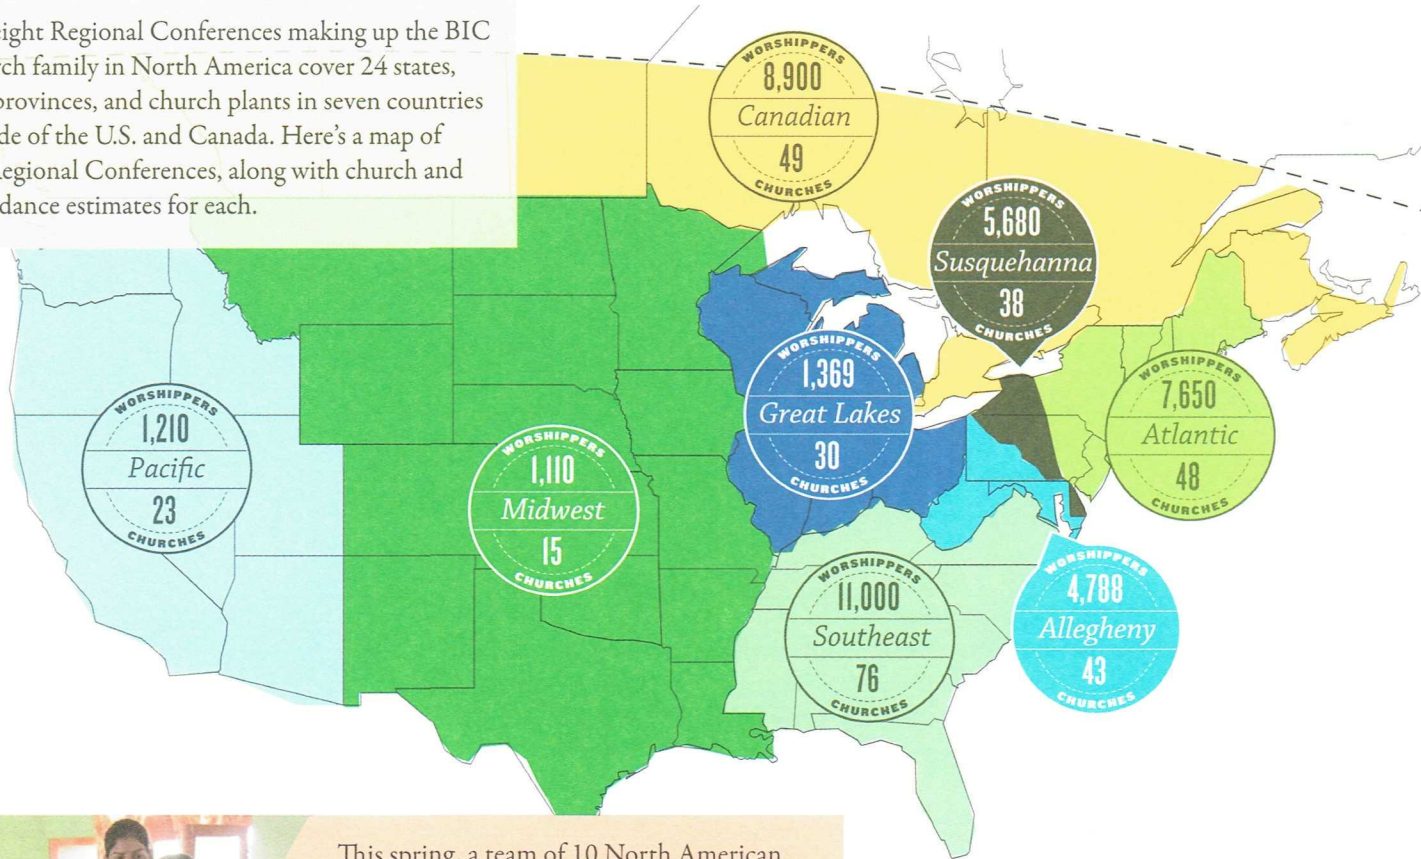 eight Regional Conferences making up the BIC
rch family in North America cover 24 states,
provinces, and church plants in seven countries
de of the U.S. and Canada. Here's a map of
Regional Conferences, along with church and
dance estimates for each.
WORSHIPPERS
8,900
Canadian
49
CHURCHES
WORSHIPPERS
5,680
Susquehanna
38
CHURCHES
WORSHIPPERS
1,369
Great Lakes
30
CHURCHES
WORSHIPPERS
7,650
Atlantic
48
CHURCHES
WORSHIPPERS
1,210
Pacific
23
CHURCHES
WORSHIPPERS
1,110
Midwest
15
CHURCHES
WORSHIPPERS
11,000
Southeast
76
CHURCHES
WORSHIPPERS
4,788
Allegheny
43
CHURCHES
This spring, a team of 10 North American